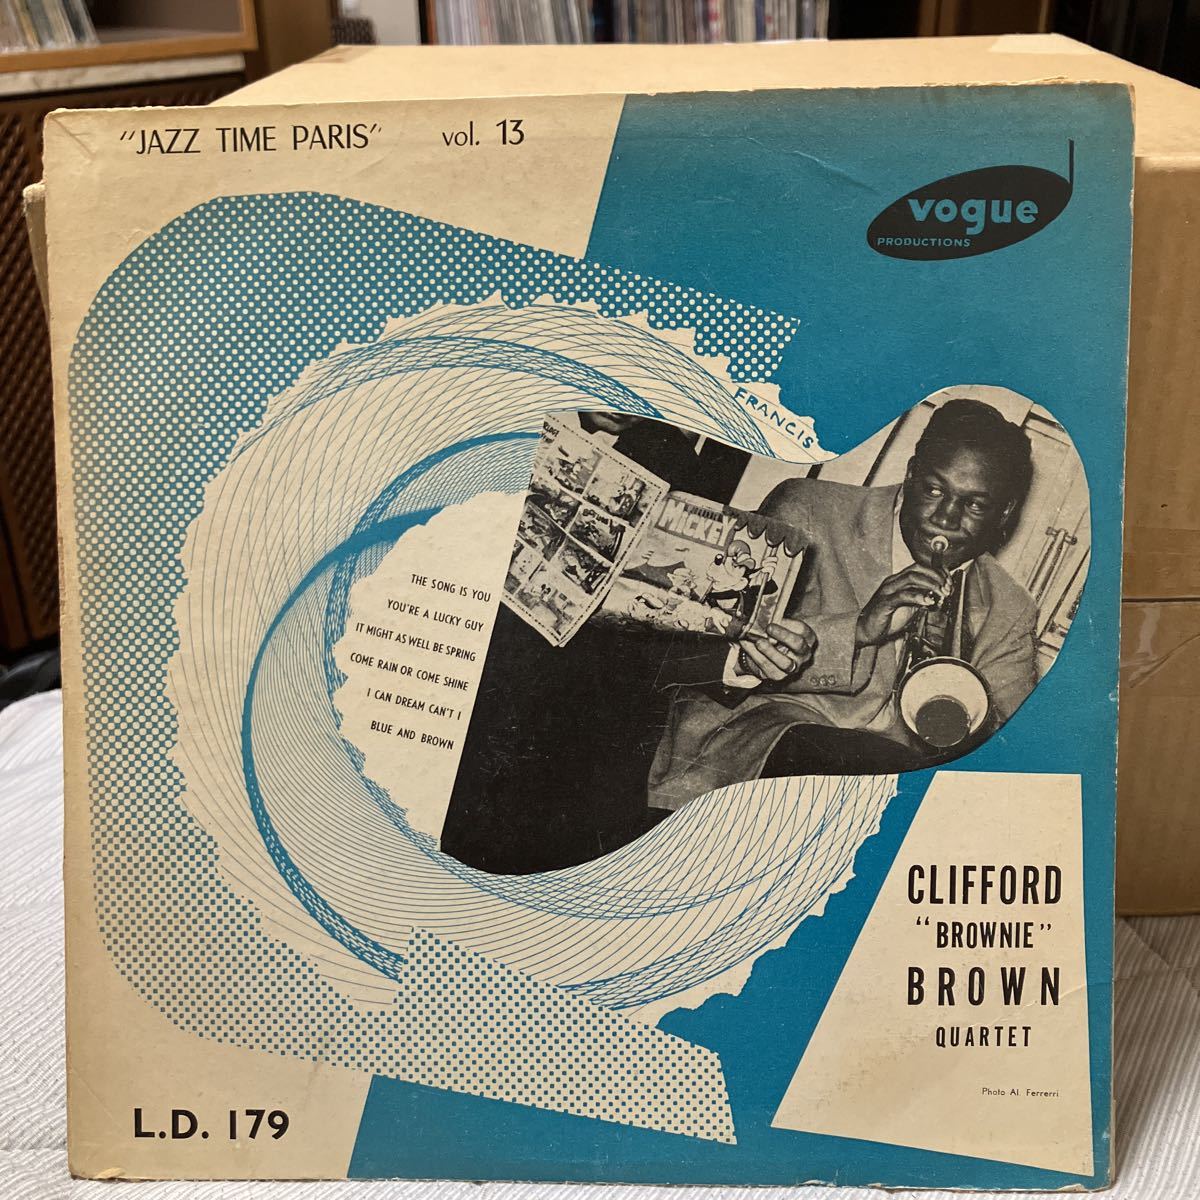 "JAZZ TIME PARIS" vol. 13
vogue
PRODUCTIONS
FRANCIS
MICKEY
THE SONG IS YOU
YOU'RE A LUCKY GUY
IT MIGHT AS WELL BE SPRING
COME RAIN OR COME SHINE
I CAN DREAM CAN'T I
BLUE AND BROWN
CLIFFORD
"BROWNIE"
BROWN
QUARTET
Photo Al. Ferrerri
L.D. 179